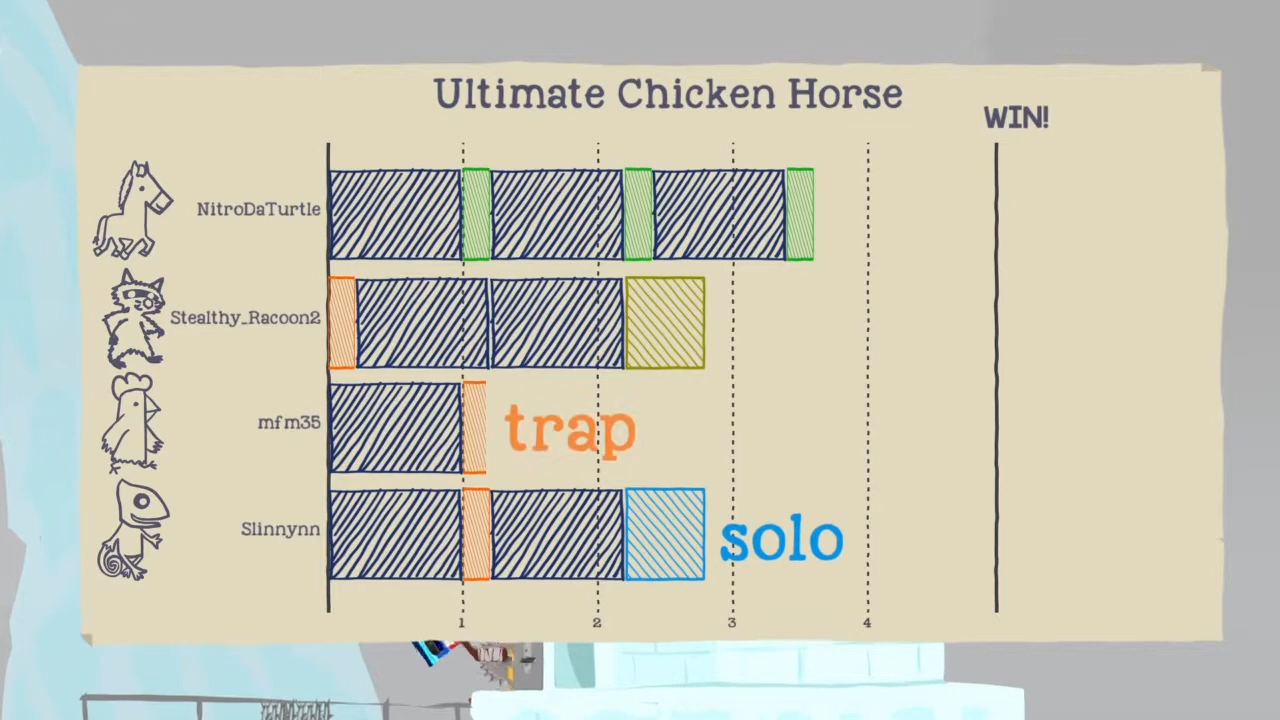 Ultimate Chicken Horse
WIN!
NitroDaTurtle
Stealthy_Racoon2
mfm35
trap
Slinnynn
solo
1 2 3 4